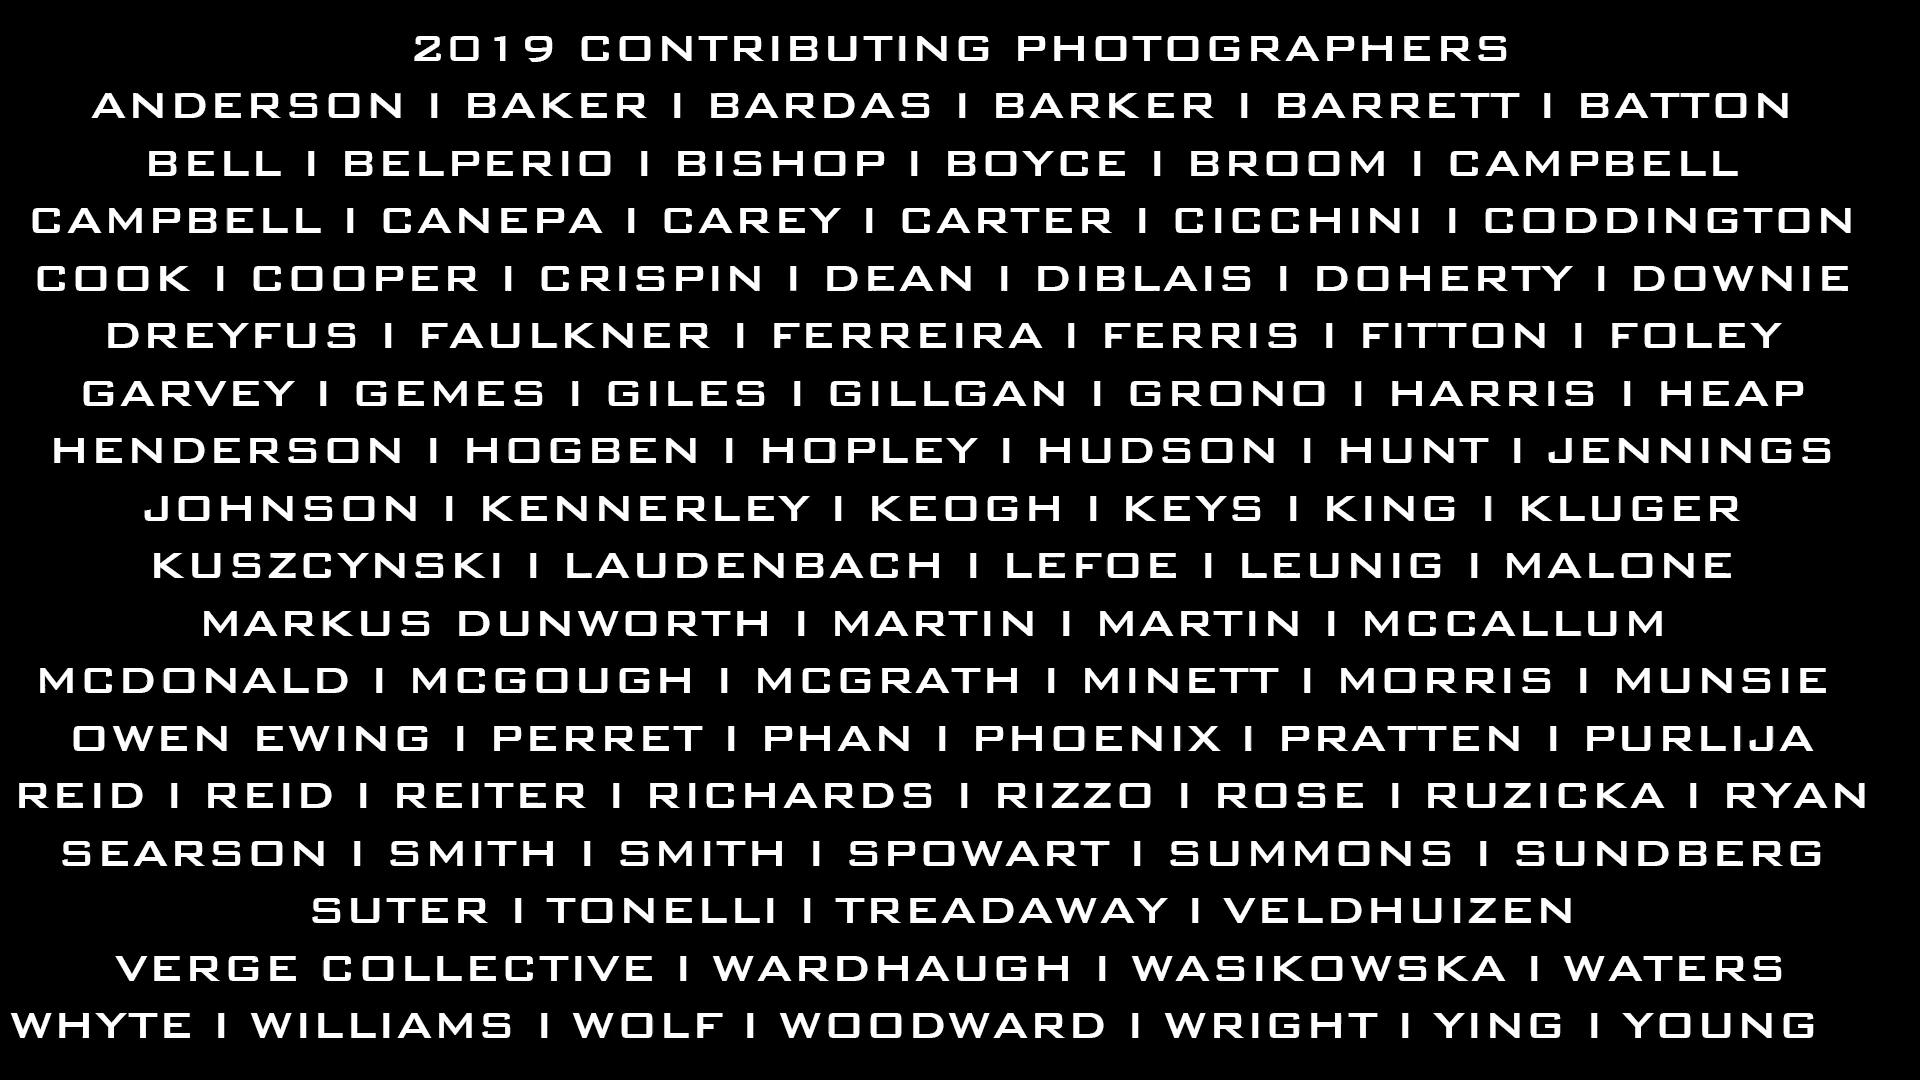 2019 CONTRIBUTING PHOTOGRAPHERS
ANDERSON | BAKER | BARDAS | BARKER | BARRETT | BATTON
BELL | BELPERIO | BISHOP | BOYCE | BROOM | CAMPBELL
CAMPBELL | CANEPA | CAREY | CARTER | CICCHINI | CODDINGTON
COOK | COOPER | CRISPIN | DEAN | DIBLAIS | DOHERTY | DOWNIE
DREYFUS | FAULKNER | FERREIRA | FERRIS | FITTON | FOLEY
GARVEY | GEMES | GILES | GILLGAN | GRONO | HARRIS | HEAP
HENDERSON | HOGBEN | HOPLEY | HUDSON | HUNT | JENNINGS
JOHNSON | KENNERLEY | KEOGH | KEYS | KING | KLUGER
KUSZCYNSKI | LAUDENBACH | LEFOE | LEUNIG | MALONE
MARKUS DUNWORTH | MARTIN | MARTIN | MCCALLUM
MCDONALD | MCGOUGH | MCGRATH | MINETT | MORRIS | MUNSIE
OWEN EWING | PERRET | PHAN | PHOENIX | PRATTEN | PURLIJA
REID | REID | REITER | RICHARDS | RIZZO | ROSE | RUZICKA | RYAN
SEARSON | SMITH | SMITH | SPOWART | SUMMONS | SUNDBERG
SUTER | TONELLI | TREADAWAY | VELDHUIZEN
VERGE COLLECTIVE | WARDHAUGH | WASIKOWSKA | WATERS
WHYTE | WILLIAMS | WOLF | WOODWARD | WRIGHT | YING | YOUNG